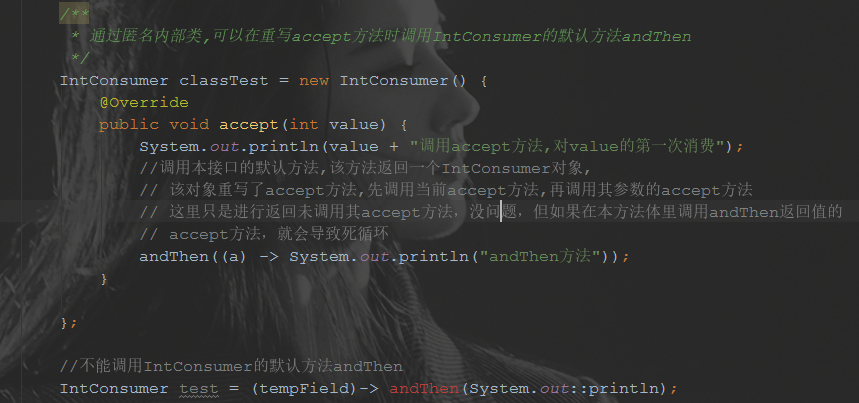 /**
 * 通过匿名内部类,可以在重写accept方法时调用IntConsumer的默认方法andThen
 */
IntConsumer classTest = new IntConsumer() {
    @Override
    public void accept(int value) {
        System.out.println(value + "调用accept方法,对value的第一次消费");
        //调用本接口的默认方法,该方法返回一个IntConsumer对象,
        // 该对象重写了accept方法,先调用当前accept方法,再调用其参数的accept方法
        // 这里只是进行返回未调用其accept方法，没问题，但如果在本方法体里调用andThen返回值的
        // accept方法，就会导致死循环
        andThen((a) -> System.out.println("andThen方法"));
    }
};
//不能调用IntConsumer的默认方法andThen
IntConsumer test = (tempField)-> andThen(System.out::println);